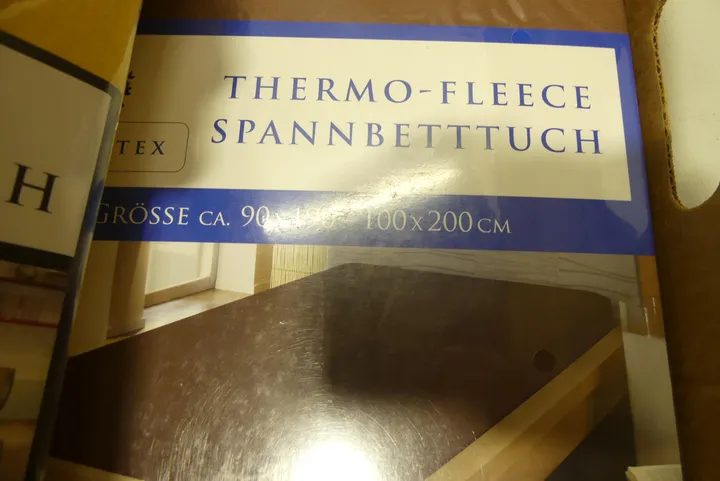 THERMO-FLEECE
SPANNBETTTUCH
TEX
H
GRÖSSE CA. 90 100 x 200 CM